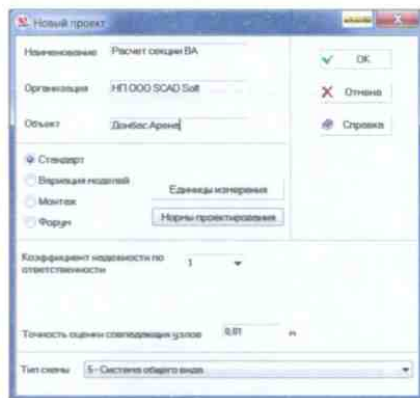 Новый проект
Наименование Расчет секции ВА
Организация НП ООО SCAD Soft
Объект Донбас Арена
OK
Отмена
Справка
Стандарт
Вариация моделей
Монтаж
Форум
Единицы измерения
Нормы проектирования
Коэффициент надежности по
ответственности 1
Точность оценки совпадающих узлов 0,01 м
Тип схемы 5 - Система общего вида